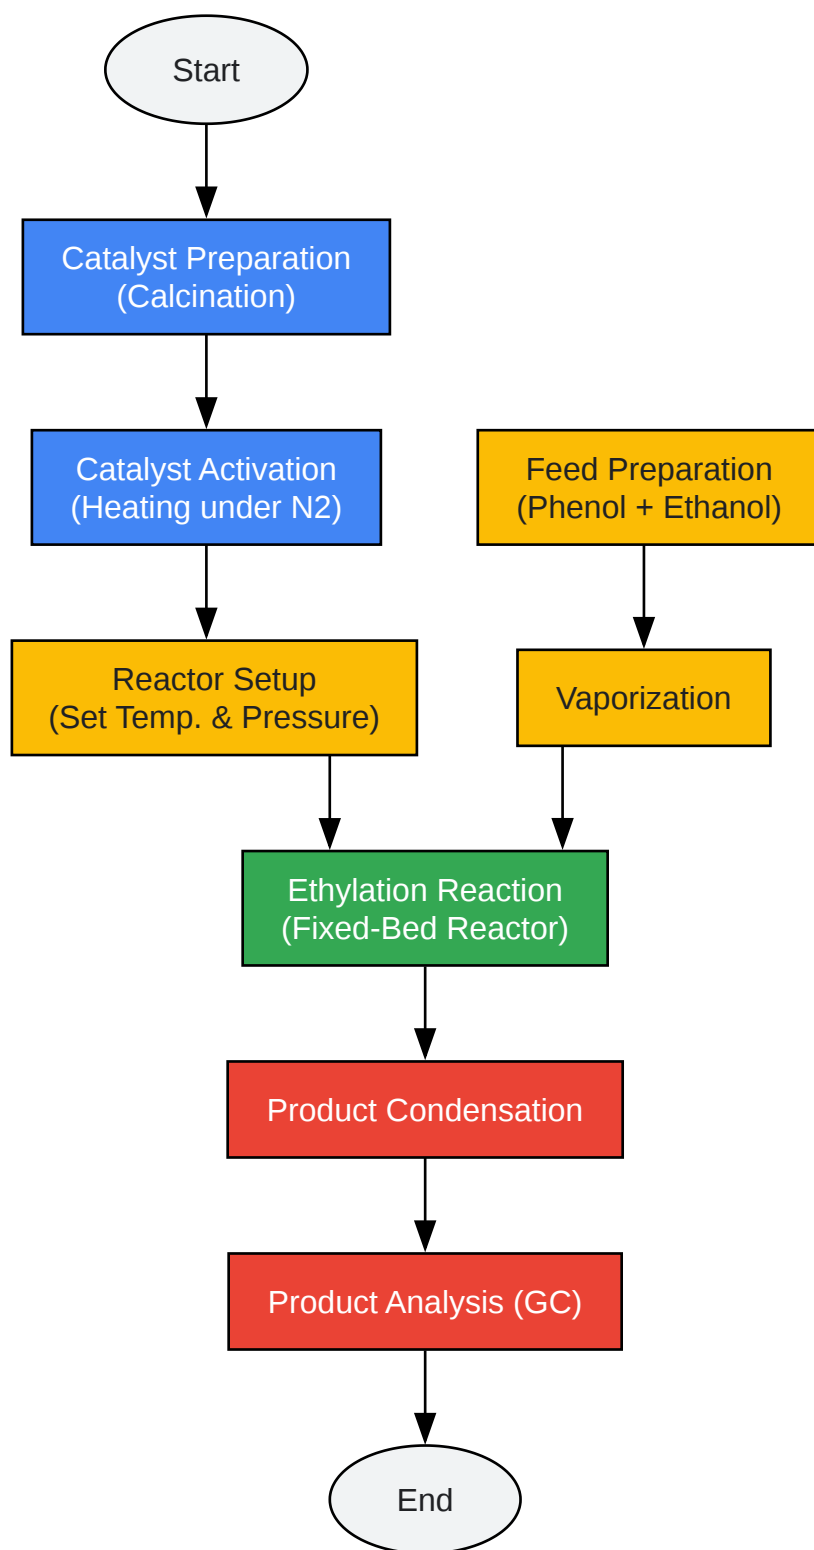 Start
Catalyst Preparation
(Calcination)
Catalyst Activation
(Heating under N2)
Feed Preparation
(Phenol + Ethanol)
Reactor Setup
(Set Temp. & Pressure)
Vaporization
Ethylation Reaction
(Fixed-Bed Reactor)
Product Condensation
Product Analysis (GC)
End